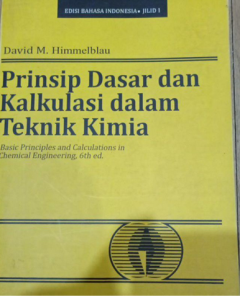 EDISI BAHASA INDONESIA • JILID 1
David M. Himmelblau
Prinsip Dasar dan
Kalkulasi dalam
Teknik Kimia
Basic Principles and Calculations in
Chemical Engineering, 6th ed.